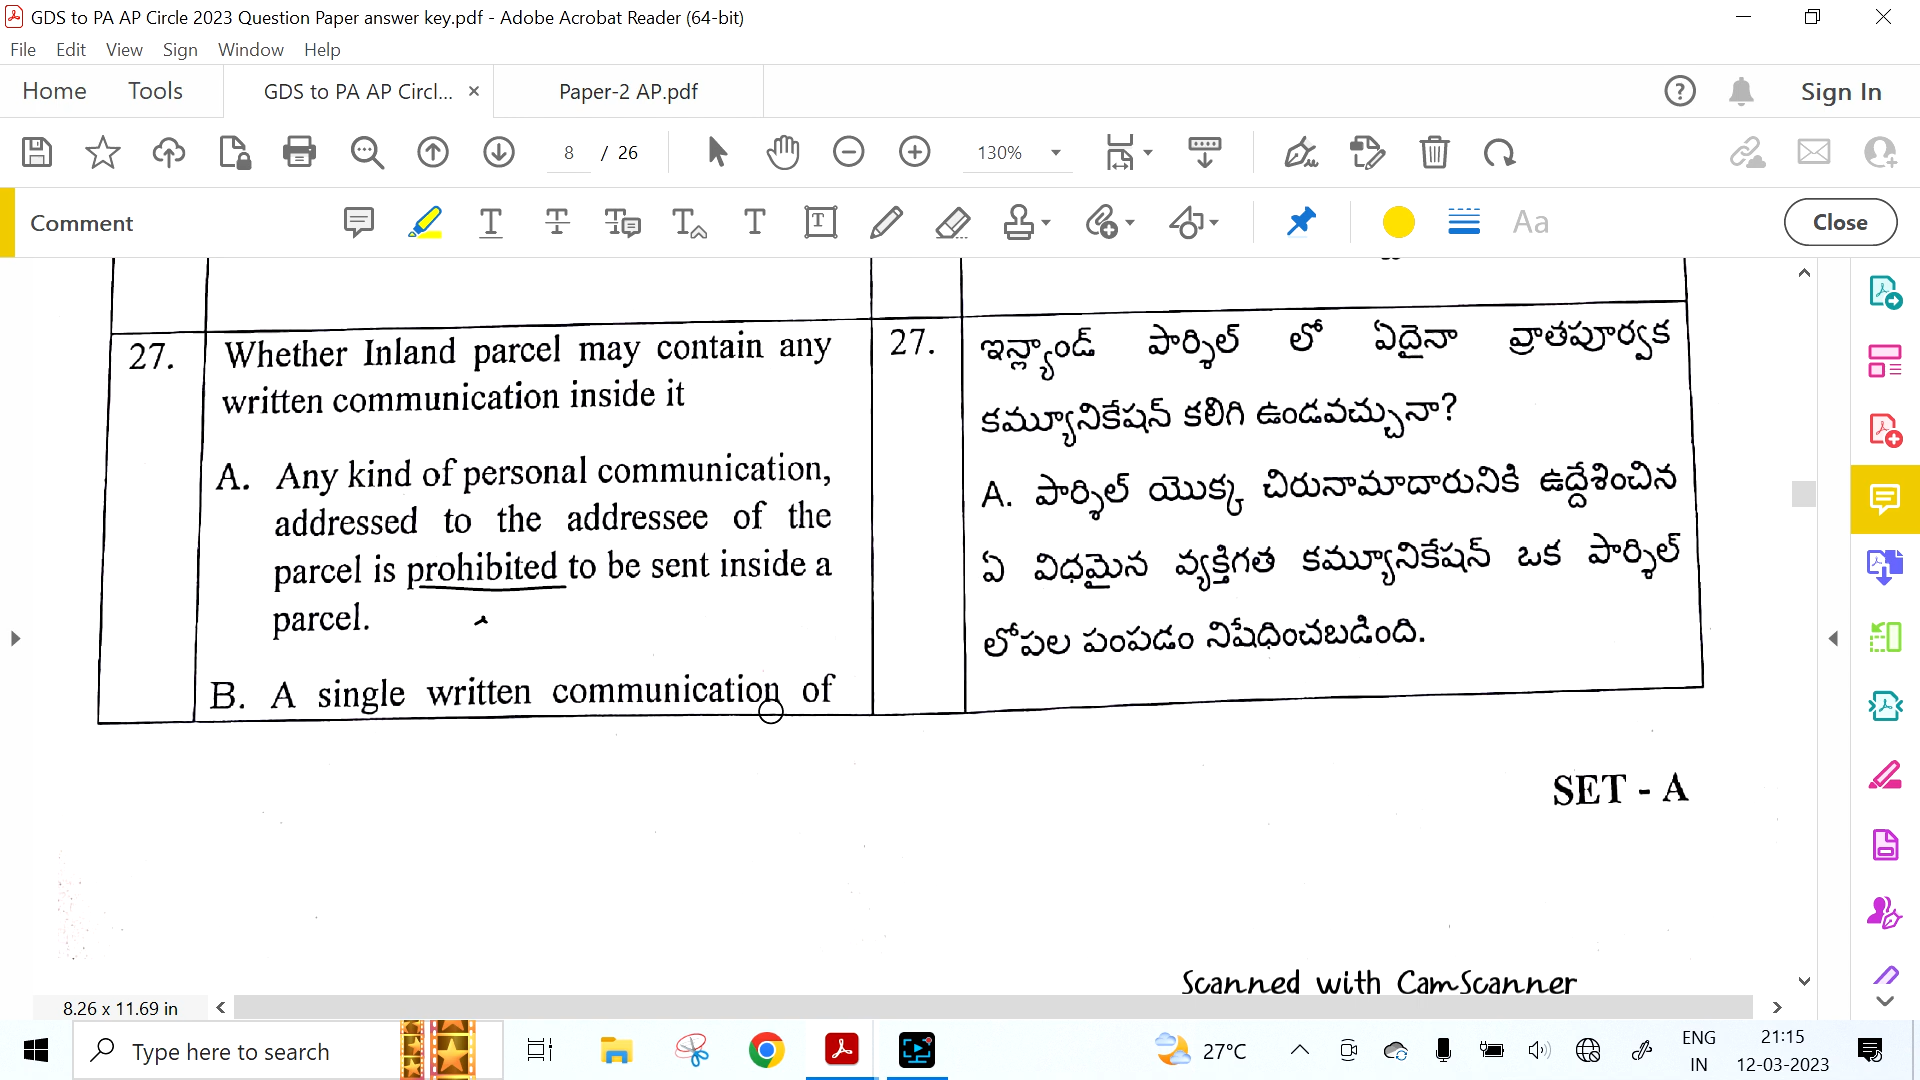 GDS to PA AP Circle 2023 Question Paper answer key.pdf - Adobe Acrobat Reader (64-bit)
File Edit View Sign Window Help
Home Tools GDS to PA AP Circl... × Paper-2 AP.pdf Sign In
8 / 26 130%
Comment Aa Close
27. Whether Inland parcel may contain any
written communication inside it
A. Any kind of personal communication,
addressed to the addressee of the
parcel is prohibited to be sent inside a
parcel.
B. A single written communication of
27. ఇన్ల్యాండ్ పార్శిల్ లో ఏదైనా వ్రాతపూర్వక
కమ్యూనికేషన్ కలిగి ఉండవచ్చునా?
A. పార్శిల్ యొక్క చిరునామాదారునికి ఉద్దేశించిన
ఏ విధమైన వ్యక్తిగత కమ్యూనికేషన్ ఒక పార్శిల్
లోపల పంపడం నిషేధించబడింది.
SET - A
Scanned with CamScanner
8.26 x 11.69 in
Type here to search 27°C ENG IN 21:15 12-03-2023